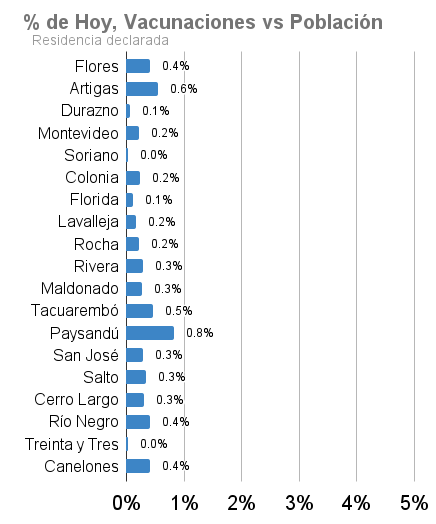 % de Hoy, Vacunaciones vs Población
Residencia declarada
Flores 0.4%
Artigas 0.6%
Durazno 0.1%
Montevideo 0.2%
Soriano 0.0%
Colonia 0.2%
Florida 0.1%
Lavalleja 0.2%
Rocha 0.2%
Rivera 0.3%
Maldonado 0.3%
Tacuarembó 0.5%
Paysandú 0.8%
San José 0.3%
Salto 0.3%
Cerro Largo 0.3%
Río Negro 0.4%
Treinta y Tres 0.0%
Canelones 0.4%
0% 1% 2% 3% 4% 5%